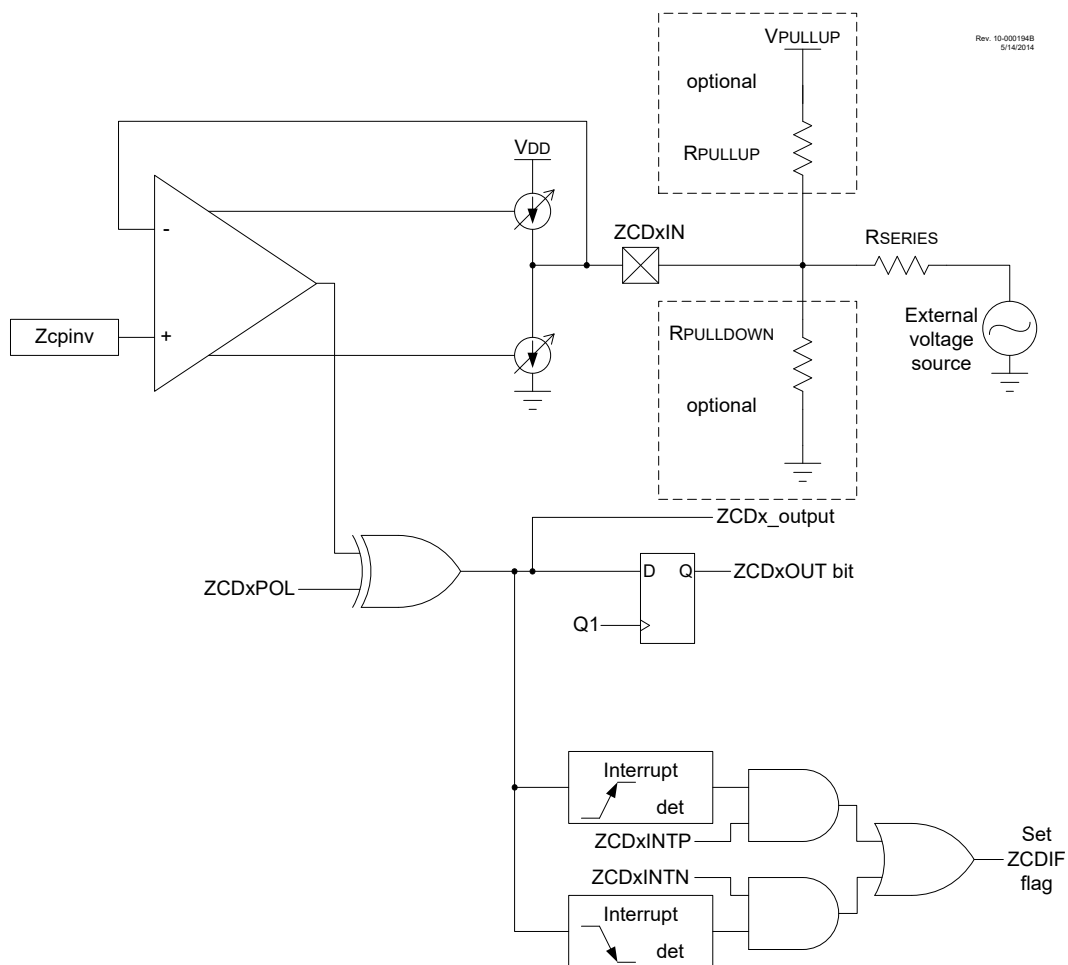 VPULLUP
Rev. 10-000194B
5/14/2014
optional
RPULLUP
VDD
ZCDxIN
RSERIES
-
Zcpinv
+
RPULLDOWN
External
voltage
source
optional
ZCDx_output
ZCDxPOL
D
Q
ZCDxOUT bit
Q1
Interrupt
det
ZCDxINTP
ZCDxINTN
Interrupt
det
Set
ZCDIF
flag